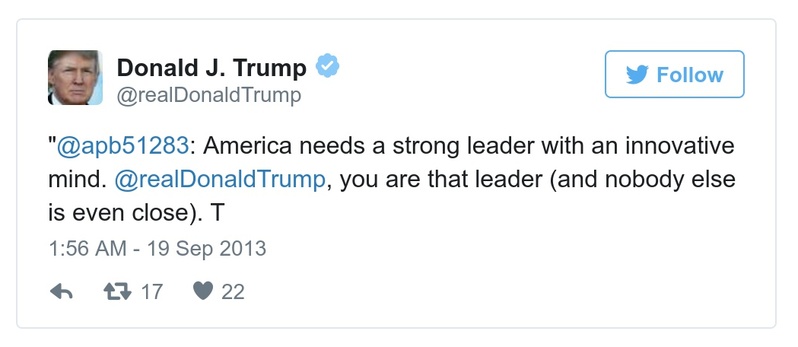 Donald J. Trump
@realDonaldTrump
Follow
"@apb51283: America needs a strong leader with an innovative
mind. @realDonaldTrump, you are that leader (and nobody else
is even close). T
1:56 AM - 19 Sep 2013
17 22